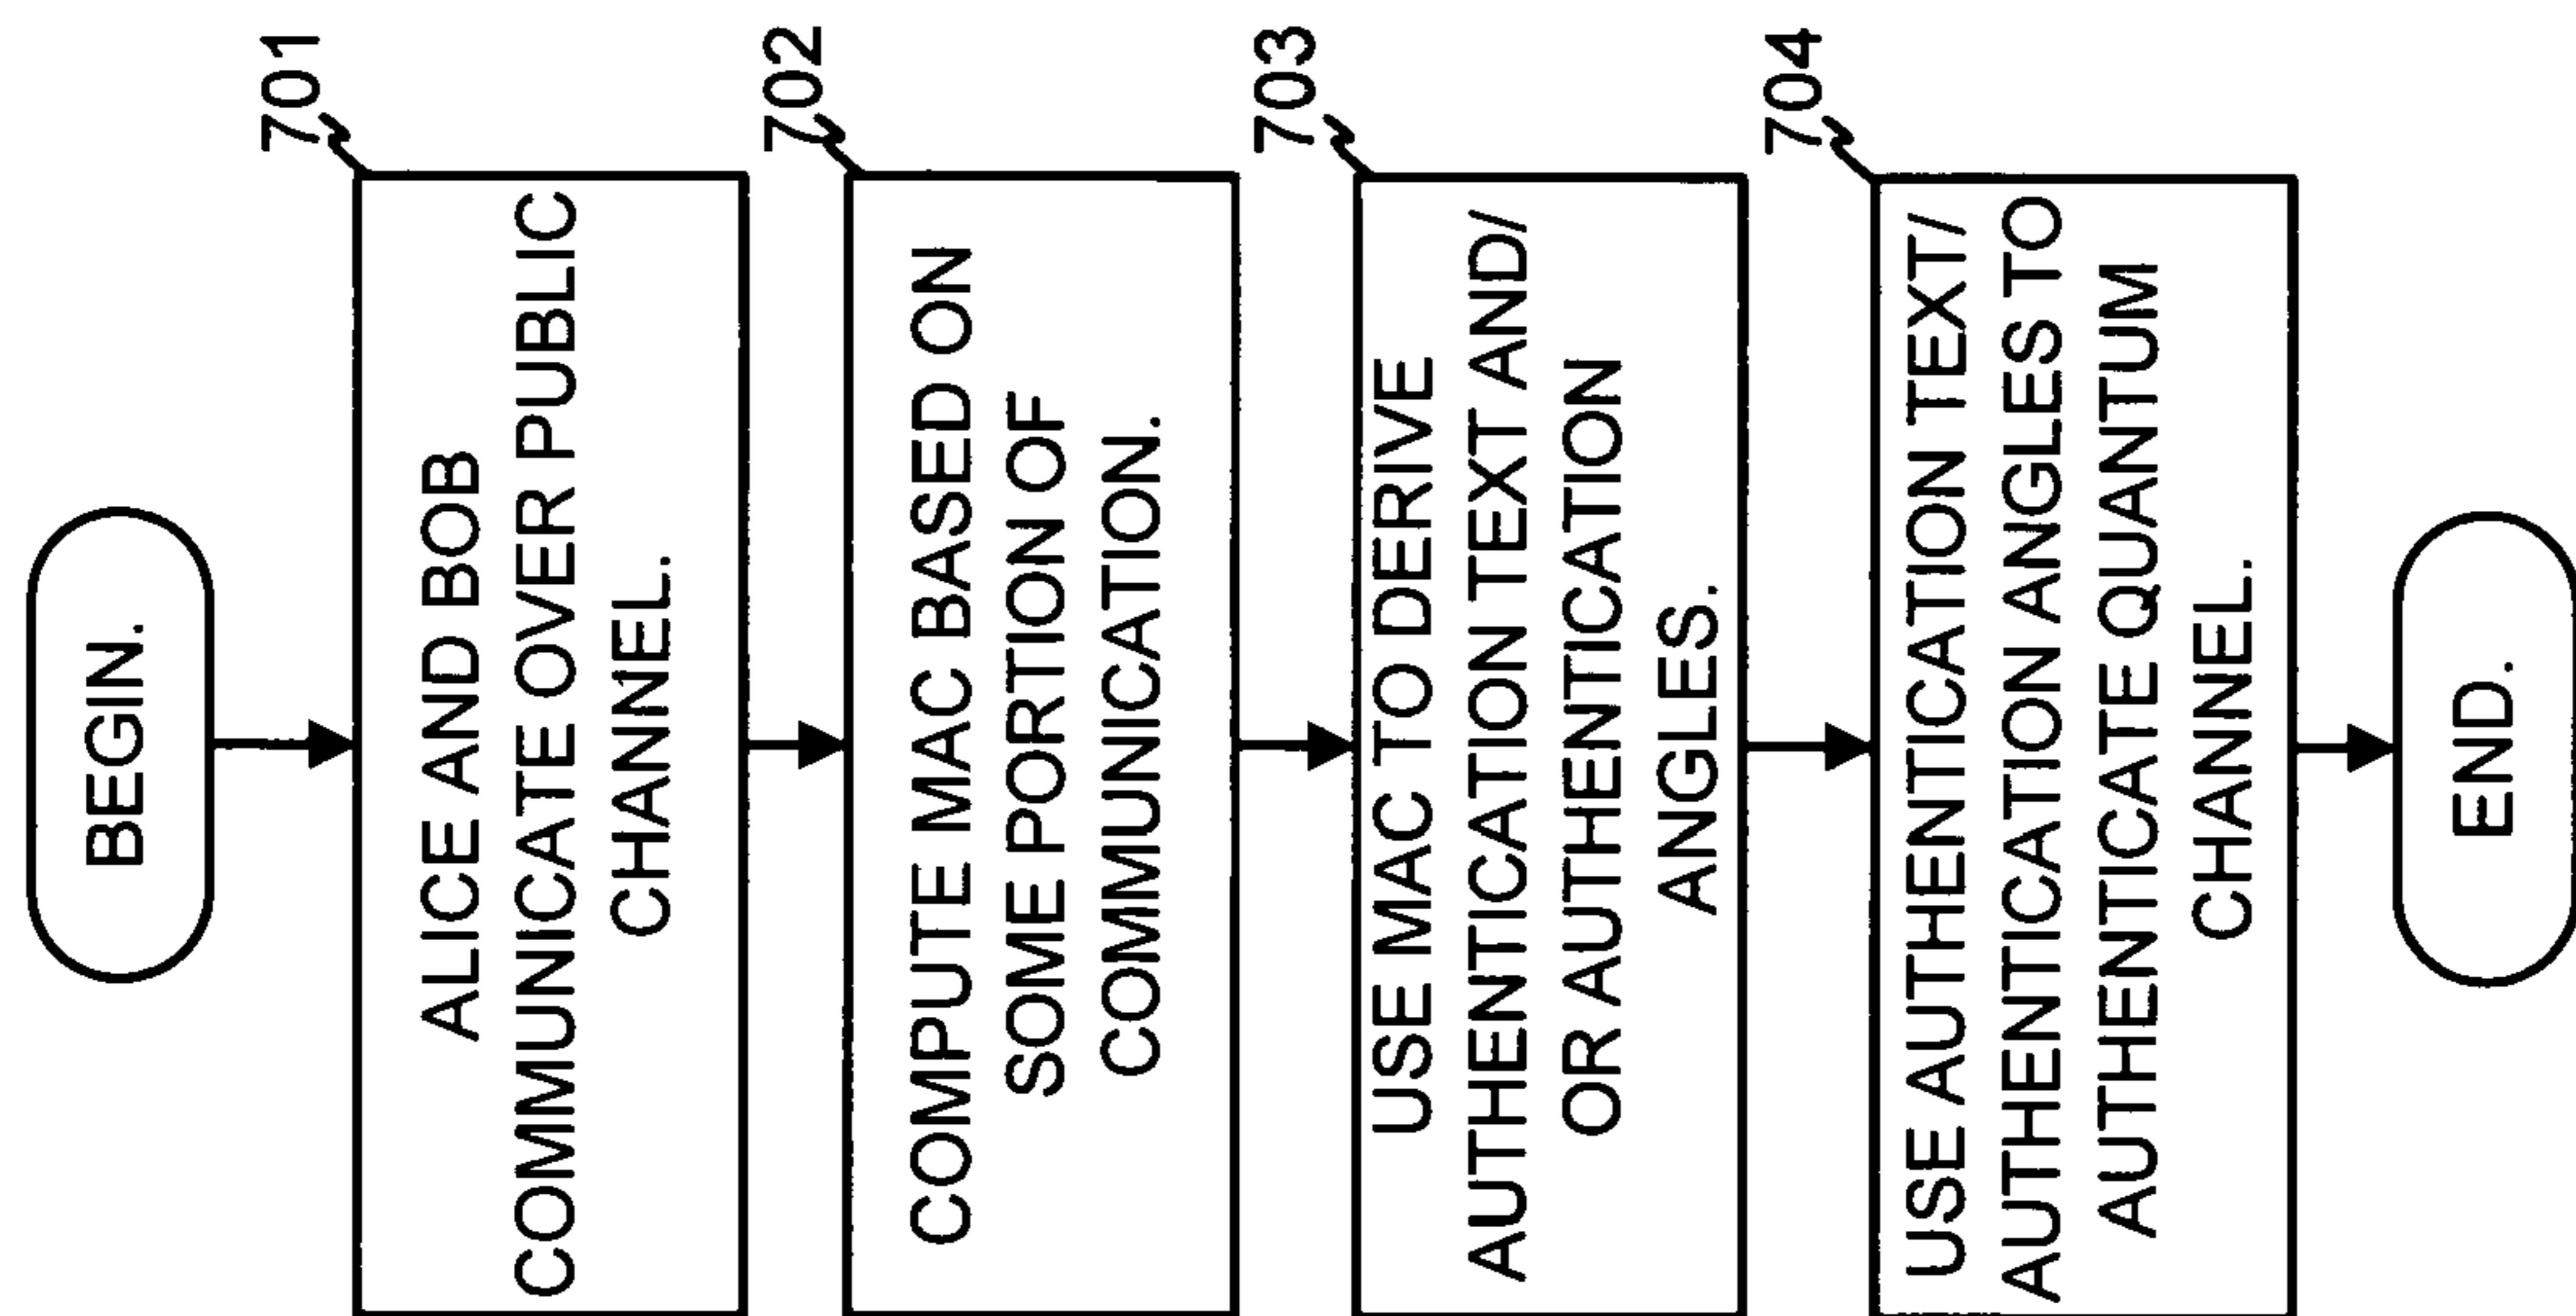 BEGIN.
701
ALICE AND BOB
COMMUNICATE OVER PUBLIC
CHANNEL.
702
COMPUTE MAC BASED ON
SOME PORTION OF
COMMUNICATION.
703
USE MAC TO DERIVE
AUTHENTICATION TEXT AND/
OR AUTHENTICATION
ANGLES.
704
USE AUTHENTICATION TEXT/
AUTHENTICATION ANGLES TO
AUTHENTICATE QUANTUM
CHANNEL.
END.